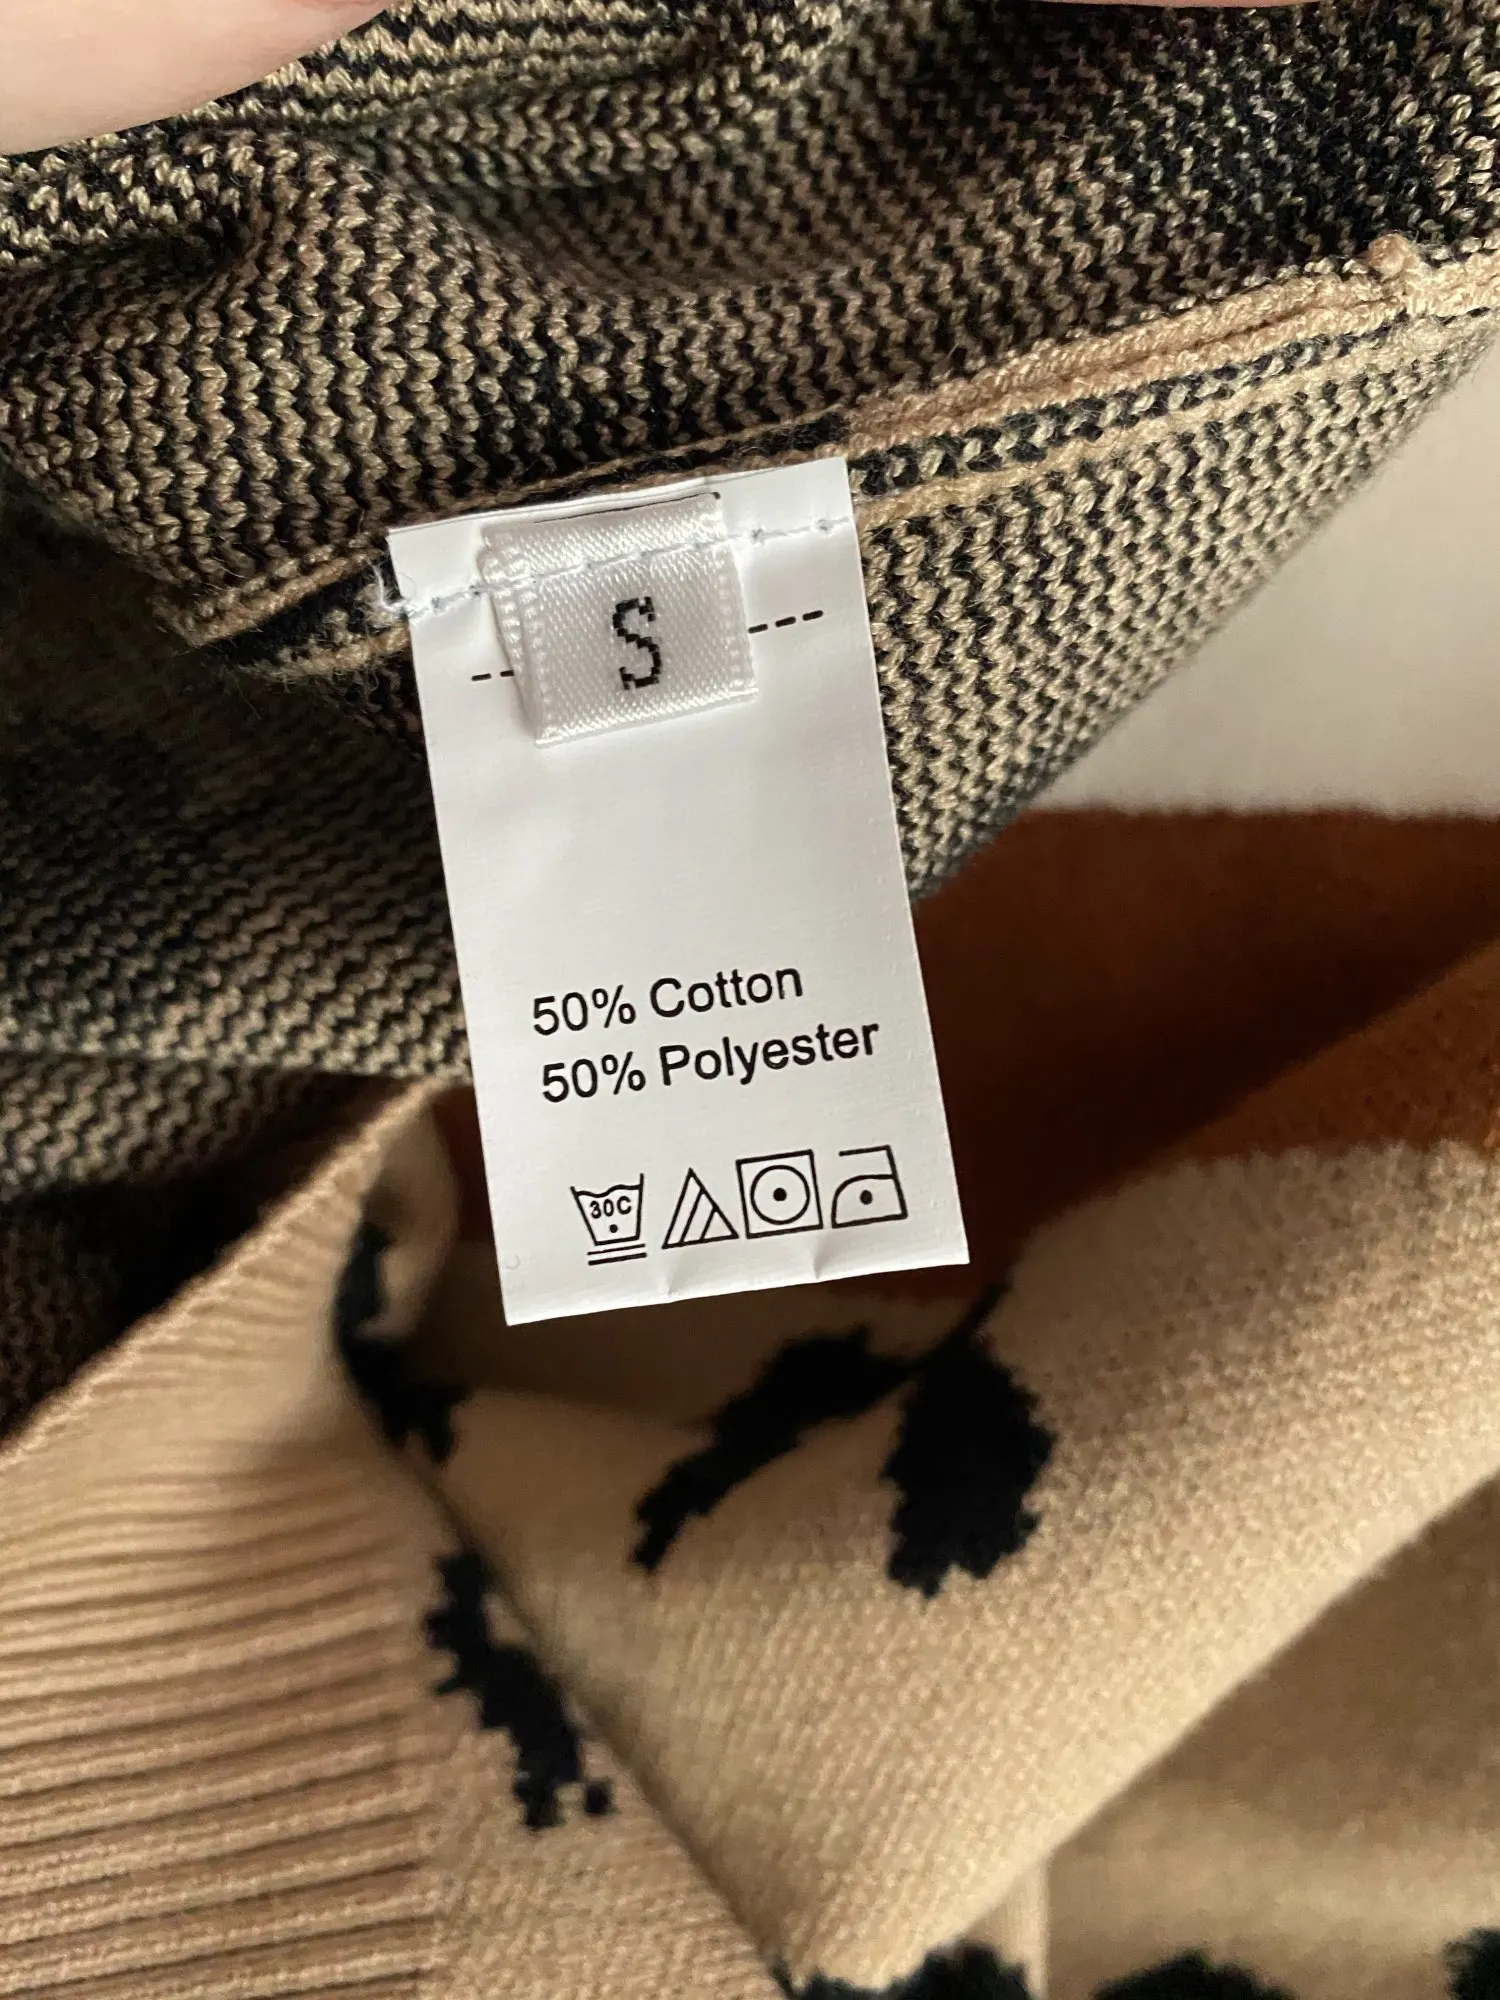 S
50% Cotton
50% Polyester
30C